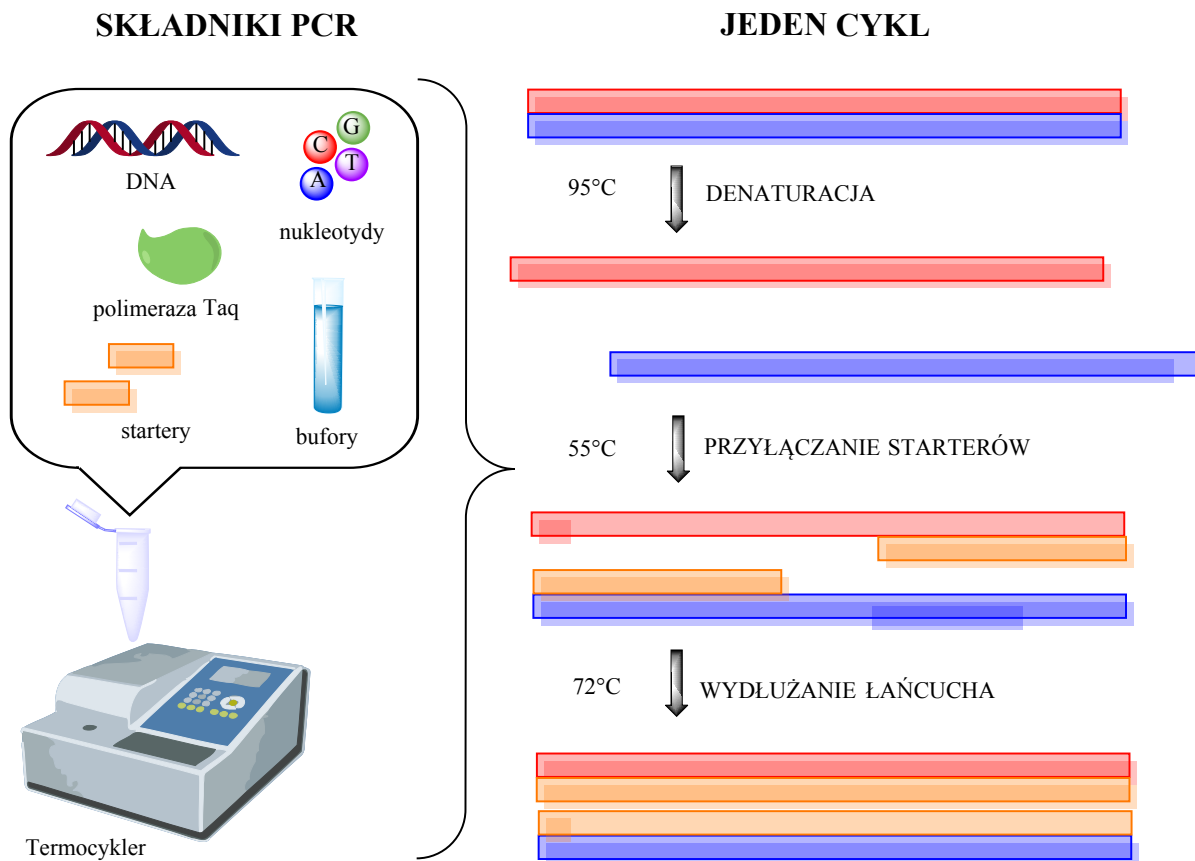 SKŁADNIKI PCR
JEDEN CYKL
DNA
C
G
T
A
nukleotydy
polimeraza Taq
startery
bufory
Termocykler
95°C
DENATURACJA
55°C
PRZYŁĄCZANIE STARTERÓW
72°C
WYDŁUŻANIE ŁAŃCUCHA